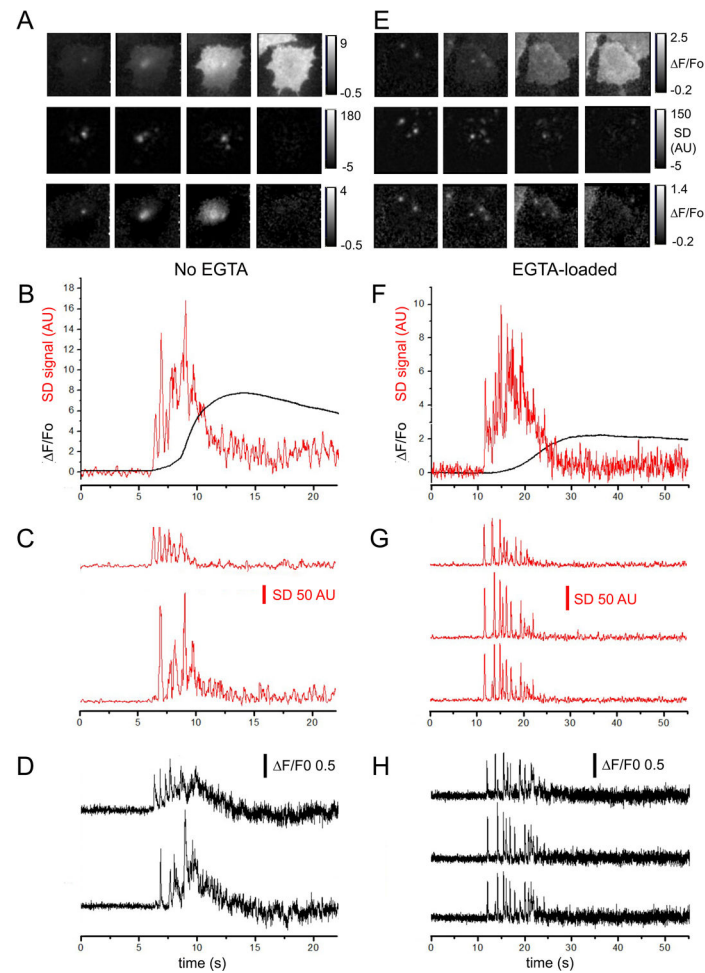 A
E
9
-0.5
2.5
ΔF/Fo
-0.2
180
-5
150
SD
(AU)
-5
4
-0.5
1.4
ΔF/Fo
-0.2
No EGTA
EGTA-loaded
B
SD signal (AU)
ΔF/Fo
18
16
14
12
10
8
6
4
2
0
0 5 10 15 20
F
SD signal (AU)
ΔF/Fo
10
8
6
4
2
0
0 10 20 30 40 50
C
SD 50 AU
0 5 10 15 20
G
SD 50 AU
0 10 20 30 40 50
D
ΔF/F0 0.5
0 5 10 15 20
time (s)
H
ΔF/F0 0.5
0 10 20 30 40 50
time (s)